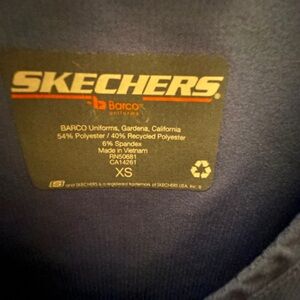 SKECHERS
Barco
uniforms
BARCO Uniforms, Gardena, California
54% Polyester / 40% Recycled Polyester
6% Spandex
Made in Vietnam
RN50681
CA14261
XS
and SKECHERS is a registered trademark of SKECHERS USA, Inc. II